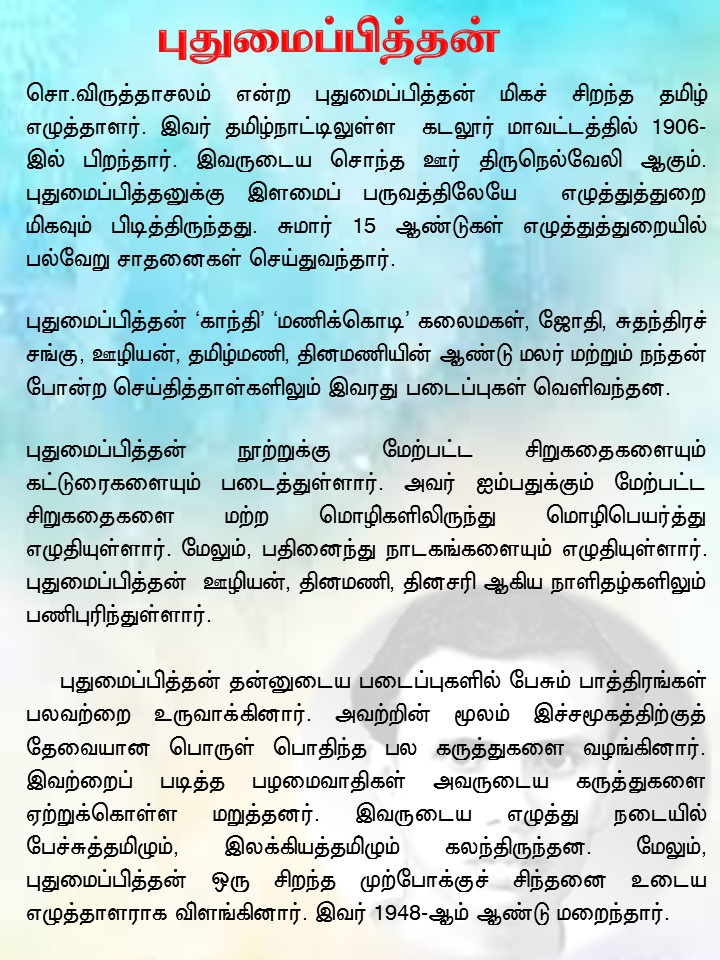 புதுமைப்பித்தன்
சொ.விருத்தாசலம் என்ற புதுமைப்பித்தன் மிகச் சிறந்த தமிழ்
எழுத்தாளர். இவர் தமிழ்நாட்டிலுள்ள கடலூர் மாவட்டத்தில் 1906-
இல் பிறந்தார். இவருடைய சொந்த ஊர் திருநெல்வேலி ஆகும்.
புதுமைப்பித்தனுக்கு இளமைப் பருவத்திலேயே எழுத்துத்துறை
மிகவும் பிடித்திருந்தது. சுமார் 15 ஆண்டுகள் எழுத்துத்துறையில்
பல்வேறு சாதனைகள் செய்துவந்தார்.
புதுமைப்பித்தன் ‘காந்தி’ ‘மணிக்கொடி’ கலைமகள், ஜோதி, சுதந்திரச்
சங்கு, ஊழியன், தமிழ்மணி, தினமணியின் ஆண்டு மலர் மற்றும் நந்தன்
போன்ற செய்தித்தாள்களிலும் இவரது படைப்புகள் வெளிவந்தன.
புதுமைப்பித்தன் நூற்றுக்கு மேற்பட்ட சிறுகதைகளையும்
கட்டுரைகளையும் படைத்துள்ளார். அவர் ஐம்பதுக்கும் மேற்பட்ட
சிறுகதைகளை மற்ற மொழிகளிலிருந்து மொழிபெயர்த்து
எழுதியுள்ளார். மேலும், பதினைந்து நாடகங்களையும் எழுதியுள்ளார்.
புதுமைப்பித்தன் ஊழியன், தினமணி, தினசரி ஆகிய நாளிதழ்களிலும்
பணிபுரிந்துள்ளார்.
புதுமைப்பித்தன் தன்னுடைய படைப்புகளில் பேசும் பாத்திரங்கள்
பலவற்றை உருவாக்கினார். அவற்றின் மூலம் இச்சமூகத்திற்குத்
தேவையான பொருள் பொதிந்த பல கருத்துகளை வழங்கினார்.
இவற்றைப் படித்த பழமைவாதிகள் அவருடைய கருத்துகளை
ஏற்றுக்கொள்ள மறுத்தனர். இவருடைய எழுத்து நடையில்
பேச்சுத்தமிழும், இலக்கியத்தமிழும் கலந்திருந்தன. மேலும்,
புதுமைப்பித்தன் ஒரு சிறந்த முற்போக்குச் சிந்தனை உடைய
எழுத்தாளராக விளங்கினார். இவர் 1948-ஆம் ஆண்டு மறைந்தார்.